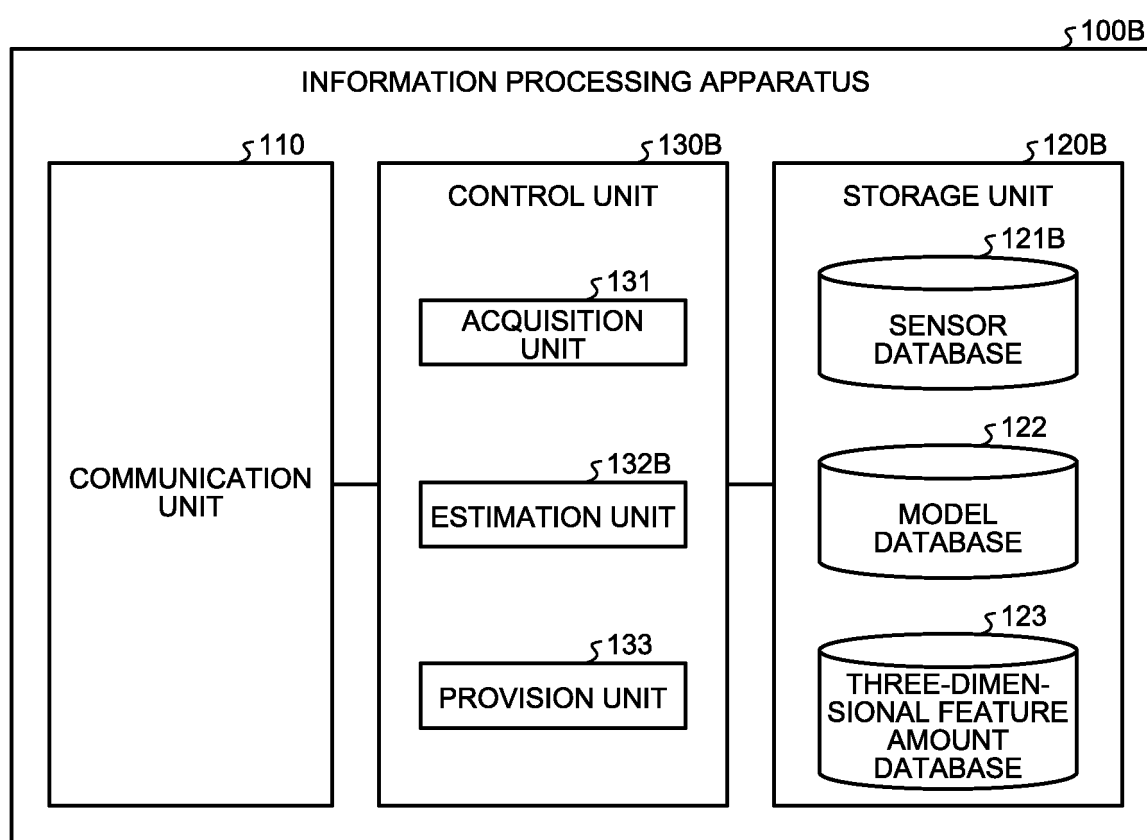 100B
INFORMATION PROCESSING APPARATUS
110
COMMUNICATION
UNIT
130B
CONTROL UNIT
131
ACQUISITION
UNIT
132B
ESTIMATION UNIT
133
PROVISION UNIT
120B
STORAGE UNIT
121B
SENSOR
DATABASE
122
MODEL
DATABASE
123
THREE-DIMEN-
SIONAL FEATURE
AMOUNT
DATABASE